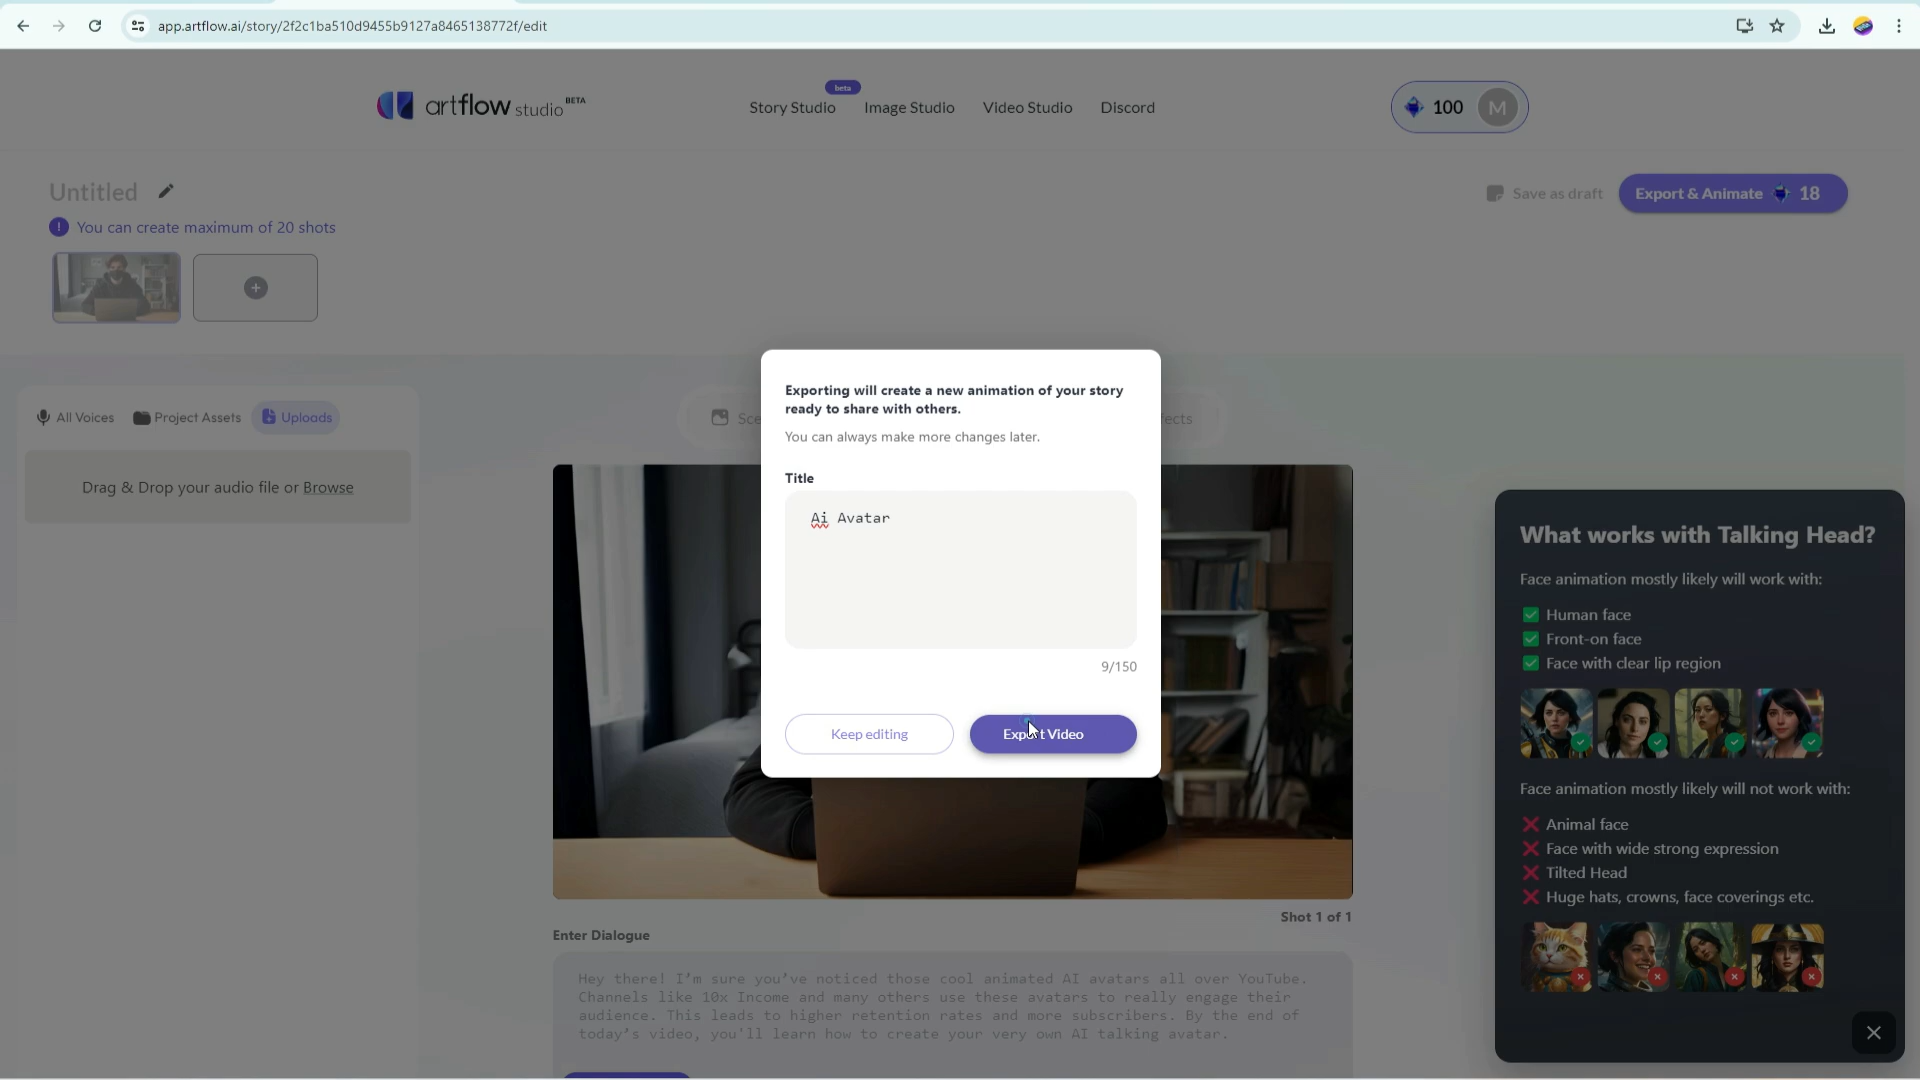 app.artflow.ai/story/2f2c1ba510d9455b9127a8465138772f/edit
artflow studio BETA
beta
Story Studio
Image Studio
Video Studio
Discord
100
M
Untitled
Save as draft
Export & Animate 18
! You can create maximum of 20 shots
All Voices
Project Assets
Uploads
Drag & Drop your audio file or Browse
Exporting will create a new animation of your story
ready to share with others.
You can always make more changes later.
Title
Ai Avatar
9/150
Keep editing
Export Video
Shot 1 of 1
Enter Dialogue
Hey there! I'm sure you've noticed those cool animated AI avatars all over YouTube.
Channels like 10x Income and many others use these avatars to really engage their
audience. This leads to higher retention rates and more subscribers. By the end of
today's video, you'll learn how to create your very own AI talking avatar.
What works with Talking Head?
Face animation mostly likely will work with:
Human face
Front-on face
Face with clear lip region
Face animation mostly likely will not work with:
Animal face
Face with wide strong expression
Tilted Head
Huge hats, crowns, face coverings etc.